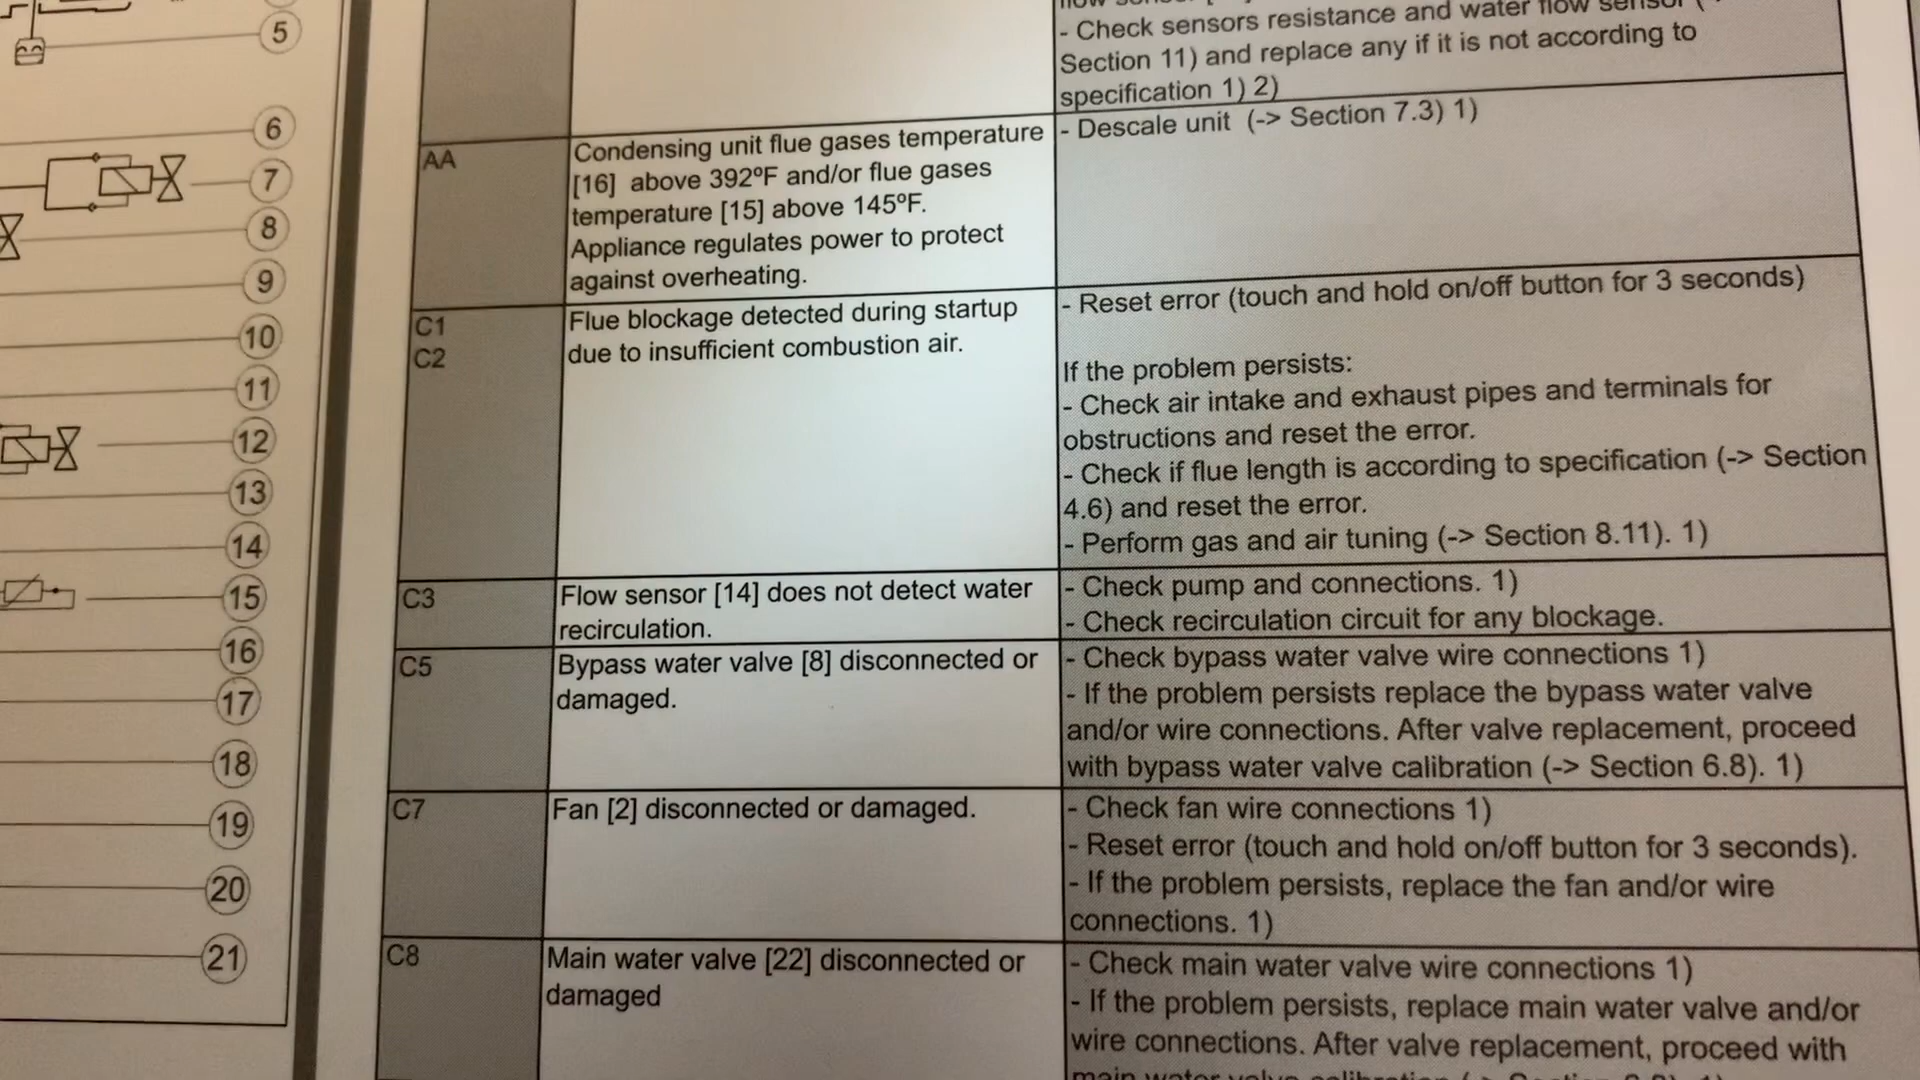 5
6
7
8
9
10
11
12
13
14
15
16
17
18
19
20
21
- Check sensors resistance and water flow sensor
Section 11) and replace any if it is not according to
specification 1) 2)
AA
Condensing unit flue gases temperature
[16] above 392ºF and/or flue gases
temperature [15] above 145ºF.
Appliance regulates power to protect
against overheating.
- Descale unit (-> Section 7.3) 1)
C1
C2
Flue blockage detected during startup
due to insufficient combustion air.
- Reset error (touch and hold on/off button for 3 seconds)
If the problem persists:
- Check air intake and exhaust pipes and terminals for
obstructions and reset the error.
- Check if flue length is according to specification (-> Section
4.6) and reset the error.
- Perform gas and air tuning (-> Section 8.11). 1)
C3
Flow sensor [14] does not detect water
recirculation.
- Check pump and connections. 1)
- Check recirculation circuit for any blockage.
C5
Bypass water valve [8] disconnected or
damaged.
- Check bypass water valve wire connections 1)
- If the problem persists replace the bypass water valve
and/or wire connections. After valve replacement, proceed
with bypass water valve calibration (-> Section 6.8). 1)
C7
Fan [2] disconnected or damaged.
- Check fan wire connections 1)
- Reset error (touch and hold on/off button for 3 seconds).
- If the problem persists, replace the fan and/or wire
connections. 1)
C8
Main water valve [22] disconnected or
damaged
- Check main water valve wire connections 1)
- If the problem persists, replace main water valve and/or
wire connections. After valve replacement, proceed with